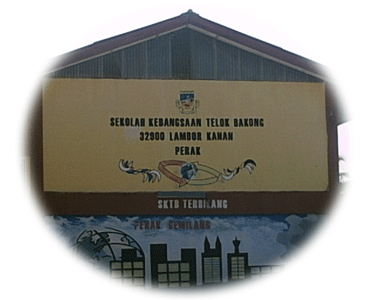 SEKOLAH KEBANGSAAN TELOK BAKONG
32900 LAMBOR KANAN
PERAK
SKTB TERBILANG
PERAK GEMILANG